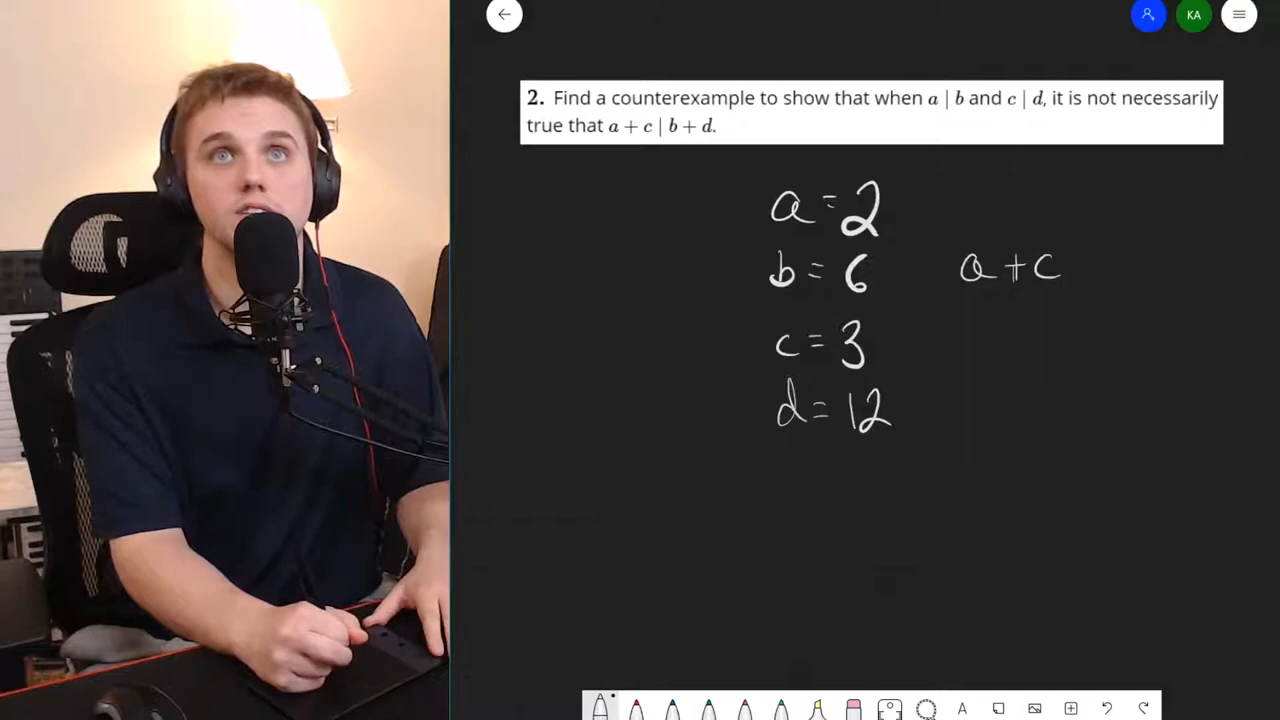 KA
2. Find a counterexample to show that when a | b and c | d, it is not necessarily
true that a + c | b + d.
a = 2
b = 6
a + c
c = 3
d = 12
A